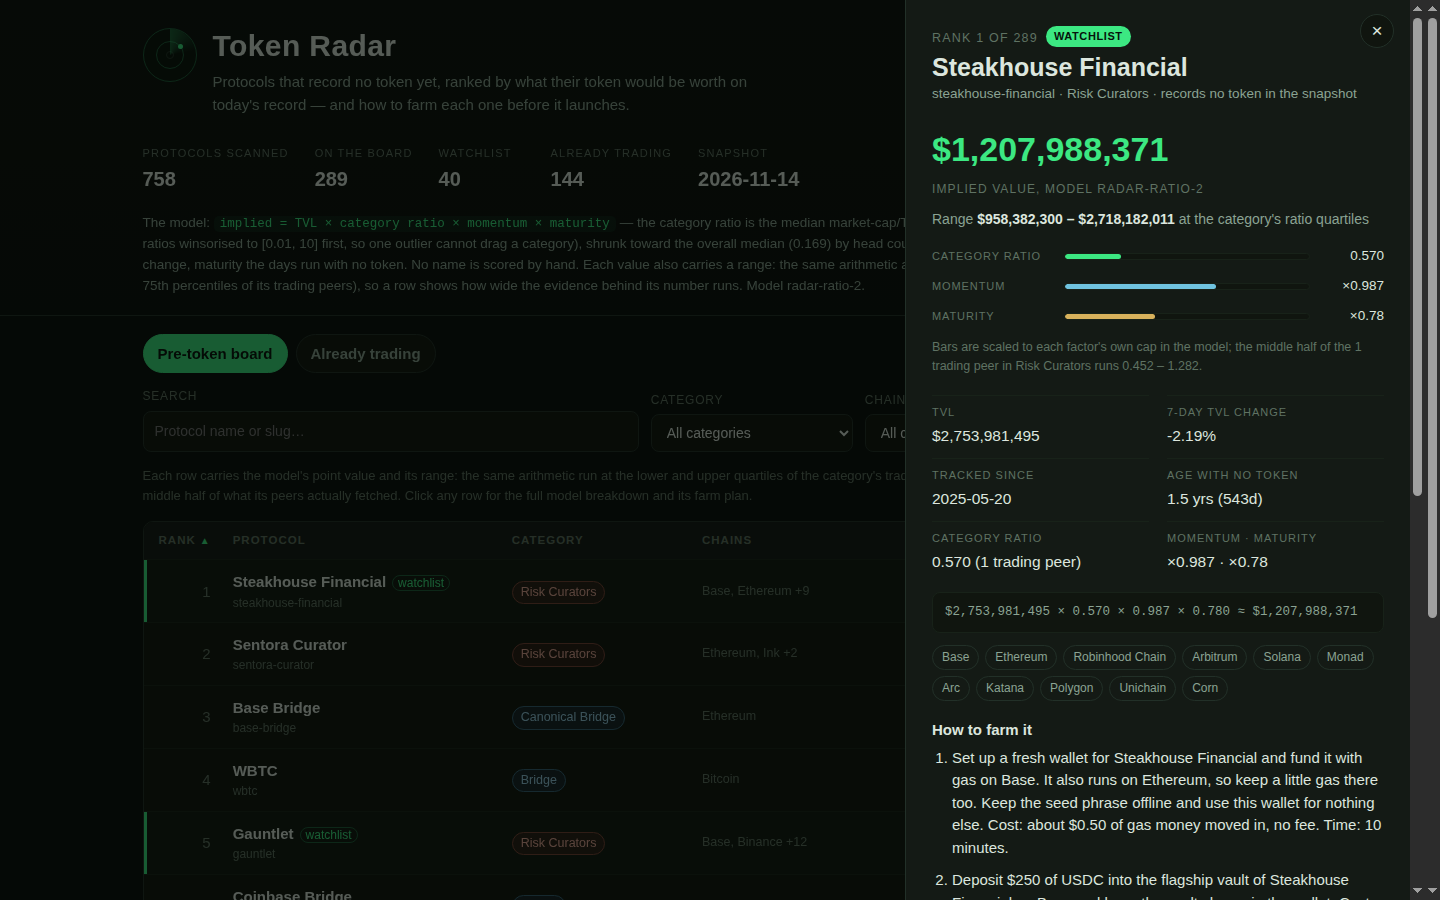 Token Radar
Protocols that record no token yet, ranked by what their token would be worth on
today's record — and how to farm each one before it launches.
PROTOCOLS SCANNED
758
ON THE BOARD
289
WATCHLIST
40
ALREADY TRADING
144
SNAPSHOT
2026-11-14
The model: implied = TVL × category ratio × momentum × maturity — the category ratio is the median market-cap/T
ratios winsorised to [0.01, 10] first, so one outlier cannot drag a category), shrunk toward the overall median (0.169) by head cou
change, maturity the days run with no token. No name is scored by hand. Each value also carries a range: the same arithmetic a
75th percentiles of its trading peers), so a row shows how wide the evidence behind its number runs. Model radar-ratio-2.
Pre-token board
Already trading
SEARCH
Protocol name or slug…
CATEGORY
All categories
CHAIN
All c
Each row carries the model's point value and its range: the same arithmetic run at the lower and upper quartiles of the category's trad
middle half of what its peers actually fetched. Click any row for the full model breakdown and its farm plan.
RANK ▲ PROTOCOL CATEGORY CHAINS
1 Steakhouse Financial watchlist Risk Curators Base, Ethereum +9
steakhouse-financial
2 Sentora Curator Risk Curators Ethereum, Ink +2
sentora-curator
3 Base Bridge Canonical Bridge Ethereum
base-bridge
4 WBTC Bridge Bitcoin
wbtc
5 Gauntlet watchlist Risk Curators Base, Binance +12
gauntlet
Coinbase Bridge
RANK 1 OF 289 WATCHLIST
×
Steakhouse Financial
steakhouse-financial · Risk Curators · records no token in the snapshot
$1,207,988,371
IMPLIED VALUE, MODEL RADAR-RATIO-2
Range $958,382,300 – $2,718,182,011 at the category's ratio quartiles
CATEGORY RATIO 0.570
MOMENTUM ×0.987
MATURITY ×0.78
Bars are scaled to each factor's own cap in the model; the middle half of the 1
trading peer in Risk Curators runs 0.452 – 1.282.
TVL
$2,753,981,495
7-DAY TVL CHANGE
-2.19%
TRACKED SINCE
2025-05-20
AGE WITH NO TOKEN
1.5 yrs (543d)
CATEGORY RATIO
0.570 (1 trading peer)
MOMENTUM · MATURITY
×0.987 · ×0.78
$2,753,981,495 × 0.570 × 0.987 × 0.780 ≈ $1,207,988,371
Base Ethereum Robinhood Chain Arbitrum Solana Monad
Arc Katana Polygon Unichain Corn
How to farm it
1. Set up a fresh wallet for Steakhouse Financial and fund it with
gas on Base. It also runs on Ethereum, so keep a little gas there
too. Keep the seed phrase offline and use this wallet for nothing
else. Cost: about $0.50 of gas money moved in, no fee. Time: 10
minutes.
2. Deposit $250 of USDC into the flagship vault of Steakhouse